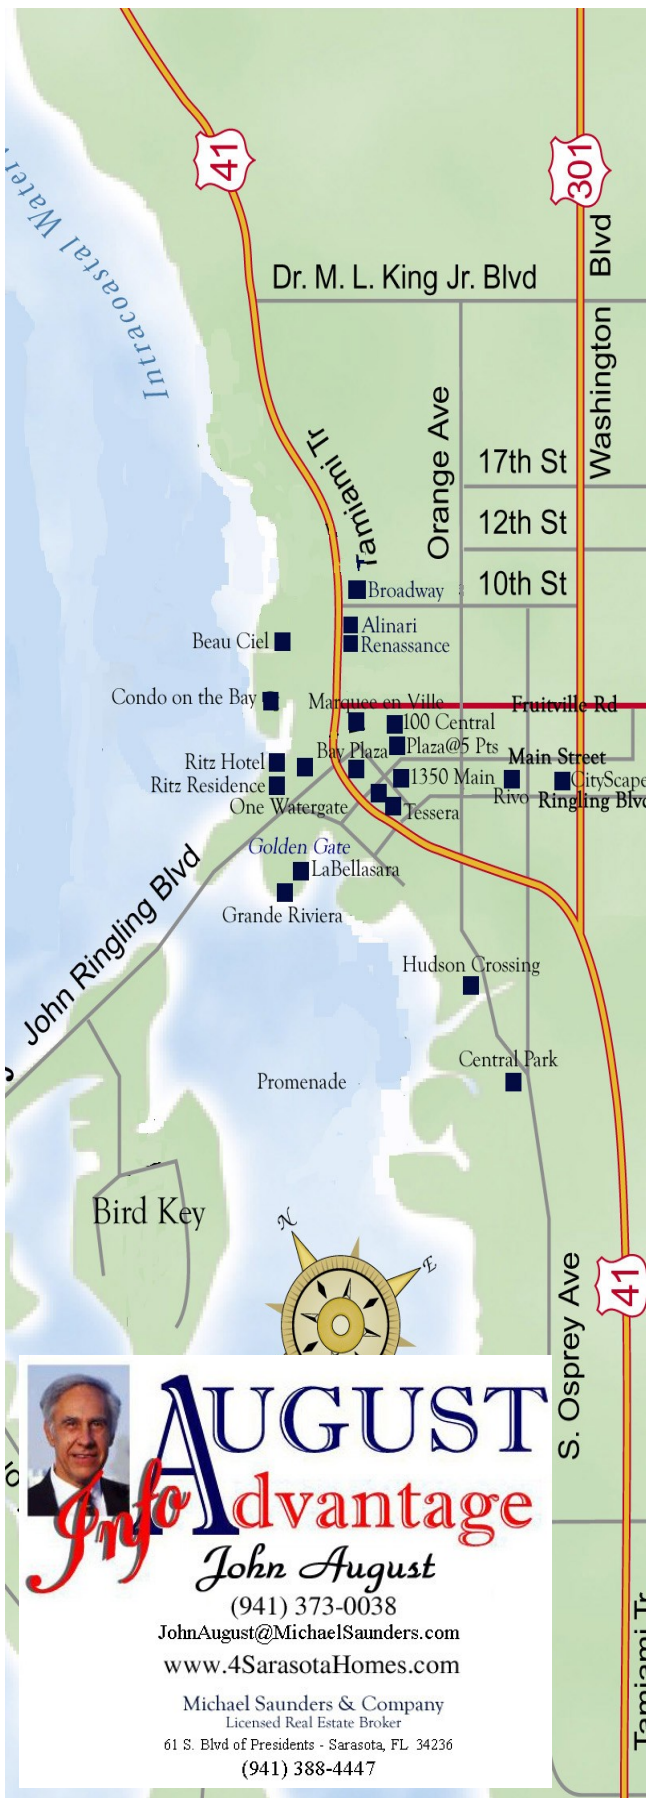 41
301
Intracoastal Water
Blvd
Dr. M. L. King Jr. Blvd
Washington
Tamiami Tr
Orange Ave
17th St
12th St
10th St
Broadway
Alinari
Beau Ciel
Renassance
Condo on the Bay
Marquee en Ville
Fruitville Rd
100 Central
Plaza@5 Pts
Bay Plaza
Main Street
Ritz Hotel
1350 Main
CityScape
Ritz Residence
Rivo
Ringling Blvd
One Watergate
Tessera
Golden Gate
LaBellasara
Grande Riviera
John Ringling Blvd
Hudson Crossing
Central Park
Promenade
Bird Key
N
E
41
S. Osprey Ave
AUGUST
Info Advantage
John August
(941) 373-0038
JohnAugust@MichaelSaunders.com
www.4SarasotaHomes.com
Michael Saunders & Company
Licensed Real Estate Broker
61 S. Blvd of Presidents - Sarasota, FL 34236
(941) 388-4447
Tamiami Tr